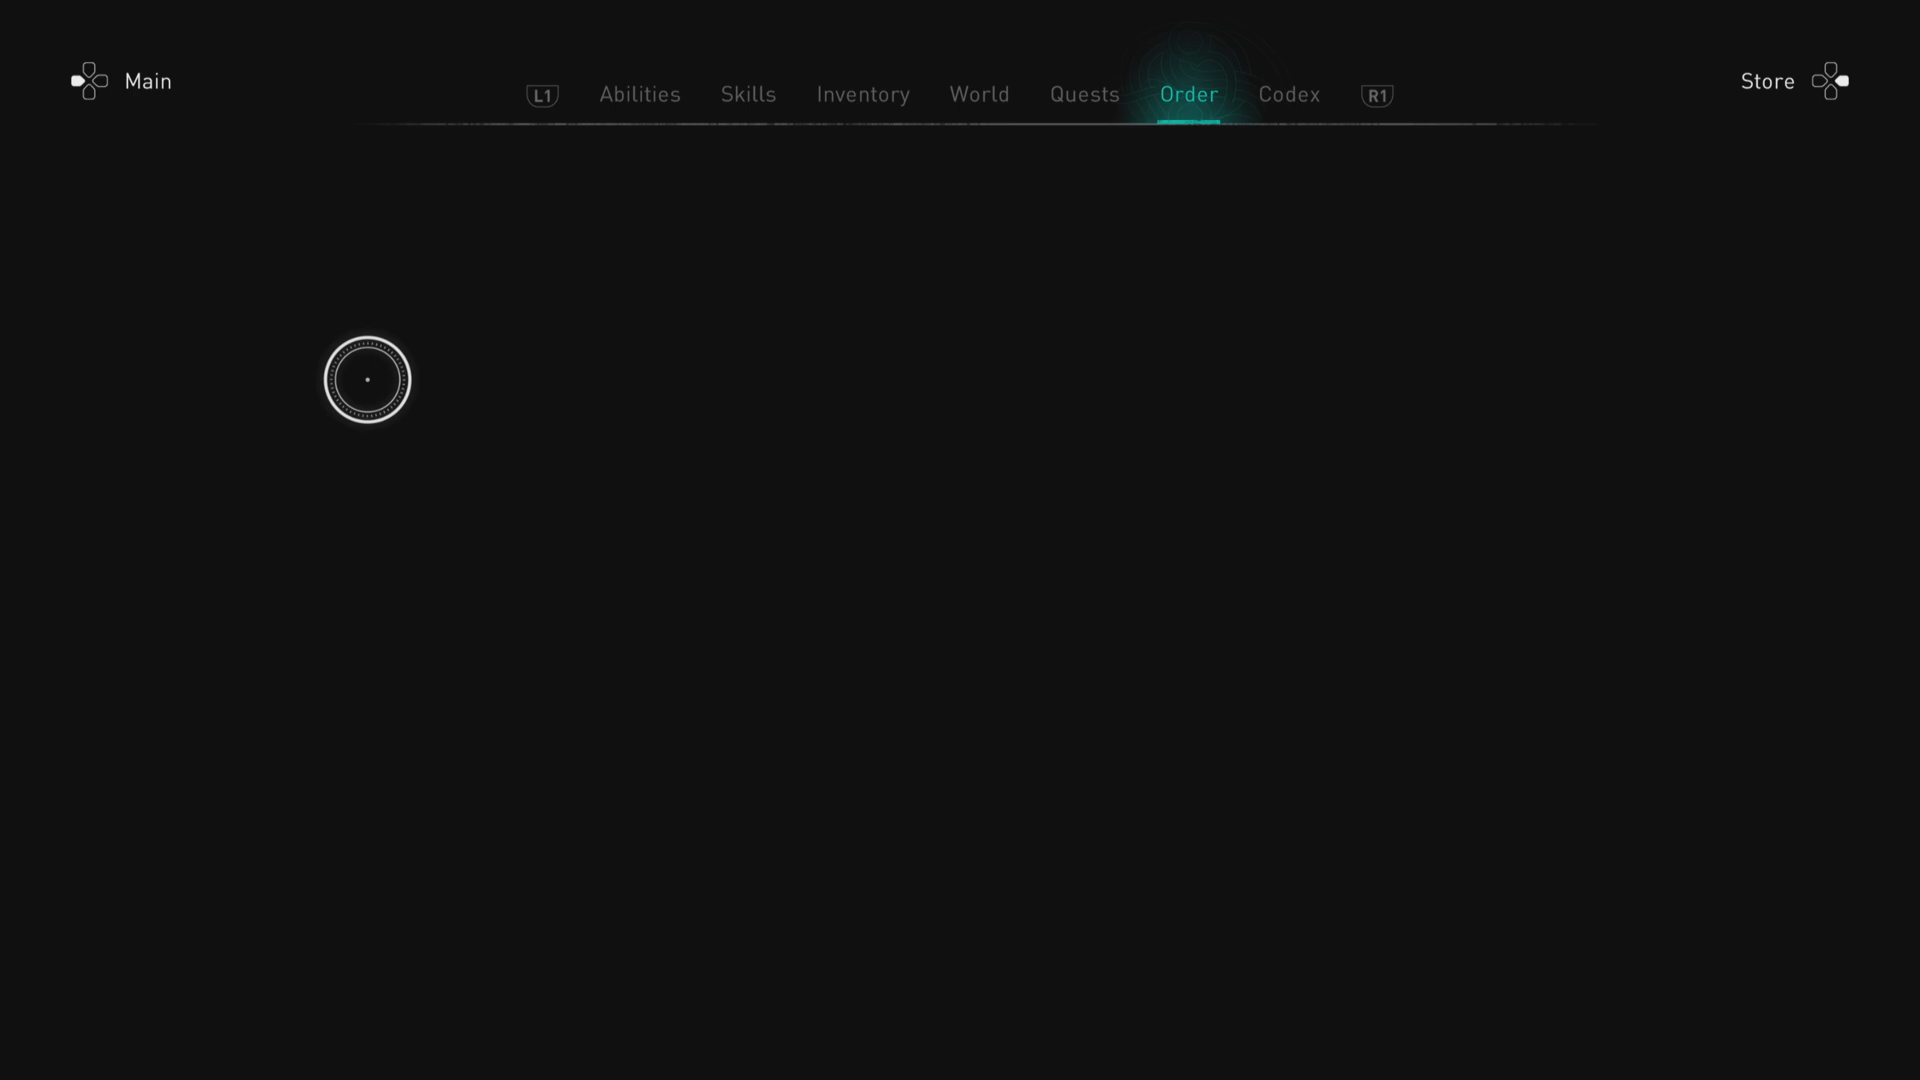 Main
L1 Abilities Skills Inventory World Quests Order Codex R1
Store